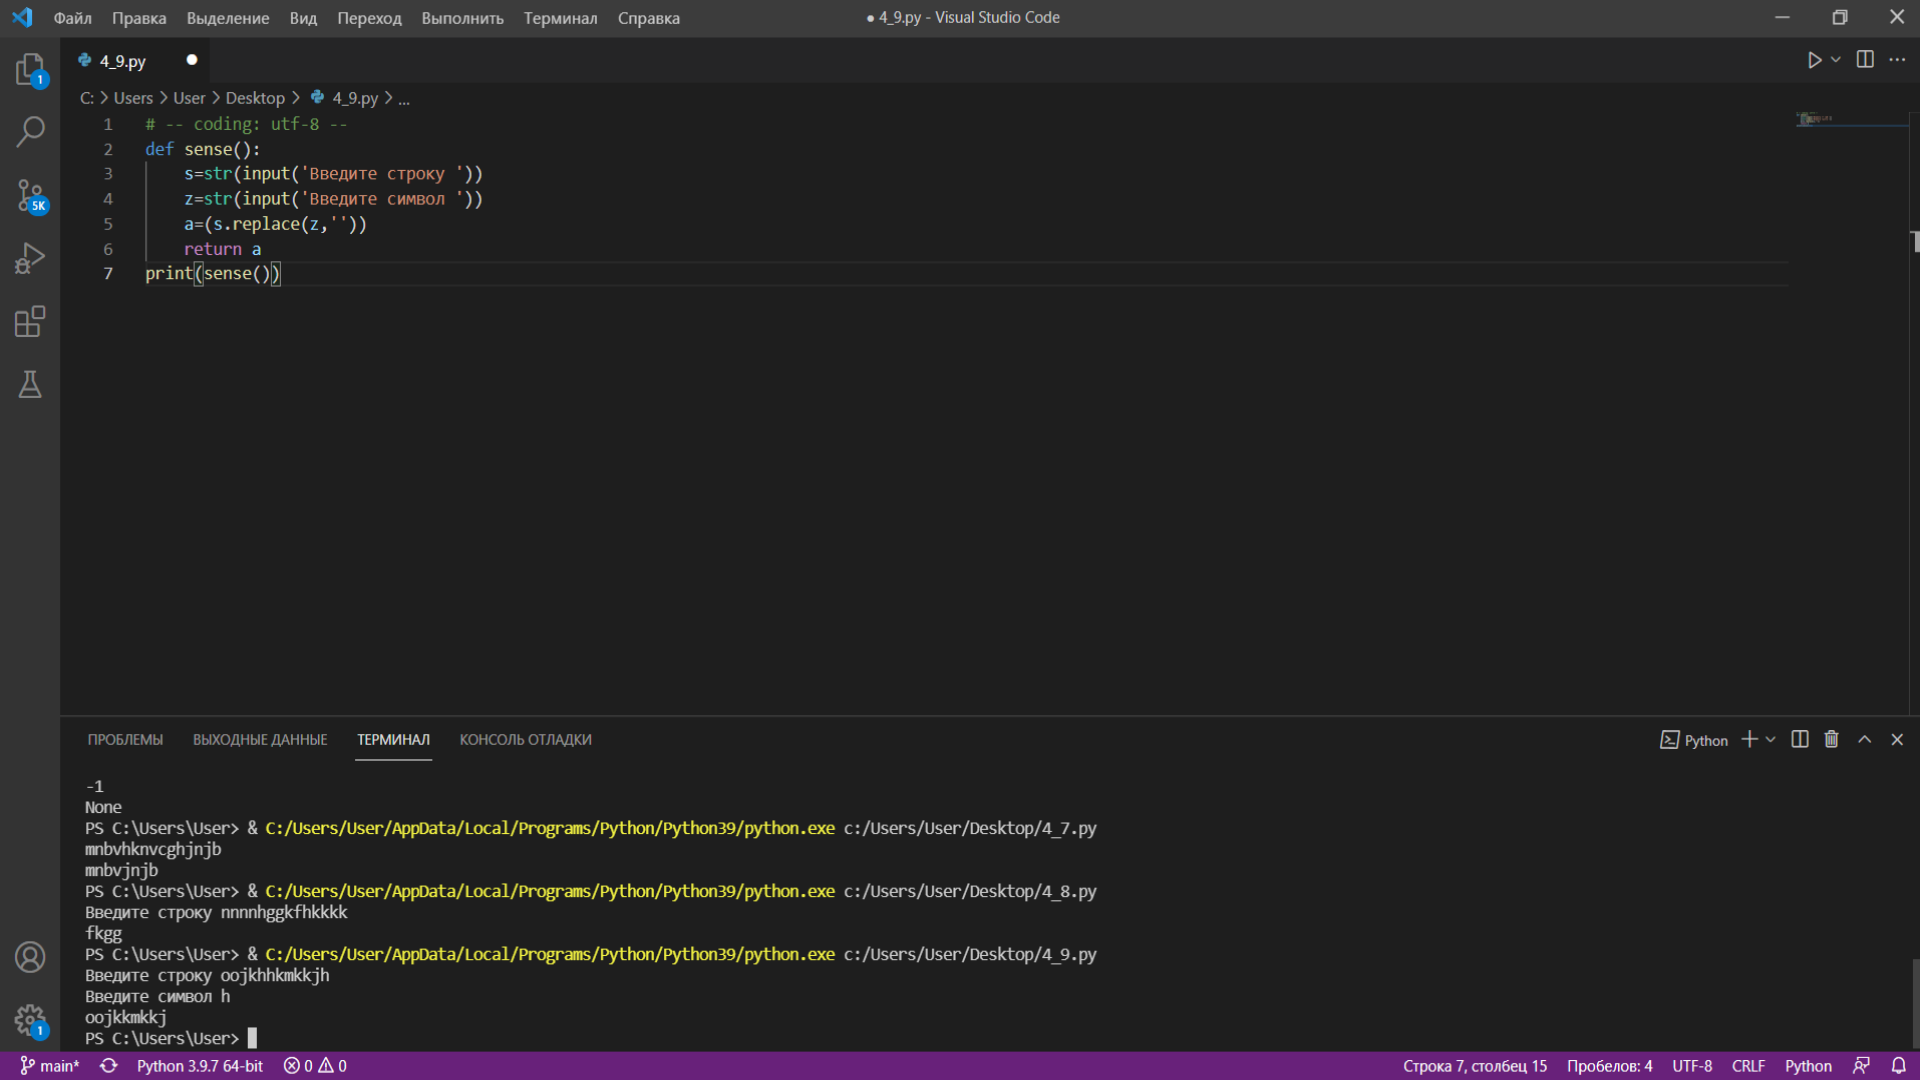 Файл Правка Выделение Вид Переход Выполнить Терминал Справка ● 4_9.py - Visual Studio Code
4_9.py
C: > Users > User > Desktop > 4_9.py > ...
1 # -- coding: utf-8 --
2 def sense():
3 s=str(input('Введите строку '))
4 z=str(input('Введите символ '))
5 a=(s.replace(z,''))
6 return a
7 print(sense())
1
5K
ПРОБЛЕМЫ ВЫХОДНЫЕ ДАННЫЕ ТЕРМИНАЛ КОНСОЛЬ ОТЛАДКИ Python
-1
None
PS C:\Users\User> & C:/Users/User/AppData/Local/Programs/Python/Python39/python.exe c:/Users/User/Desktop/4_7.py
mnbvhknvcghjnjb
mnbvjnjb
PS C:\Users\User> & C:/Users/User/AppData/Local/Programs/Python/Python39/python.exe c:/Users/User/Desktop/4_8.py
Введите строку nnnnhggkfhkkkk
fkgg
PS C:\Users\User> & C:/Users/User/AppData/Local/Programs/Python/Python39/python.exe c:/Users/User/Desktop/4_9.py
Введите строку oojkhhkmkkjh
Введите символ h
oojkkmkkj
PS C:\Users\User>
1
main* Python 3.9.7 64-bit 0 0 Строка 7, столбец 15 Пробелов: 4 UTF-8 CRLF Python